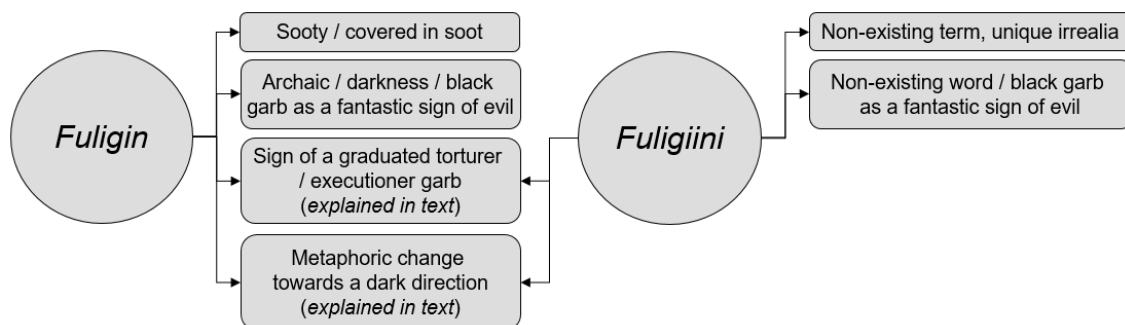 Fuligin
Sooty / covered in soot
Archaic / darkness / black
garb as a fantastic sign of evil
Sign of a graduated torturer
/ executioner garb
(explained in text)
Metaphoric change
towards a dark direction
(explained in text)
Fuligiini
Non-existing term, unique irrealia
Non-existing word / black garb
as a fantastic sign of evil